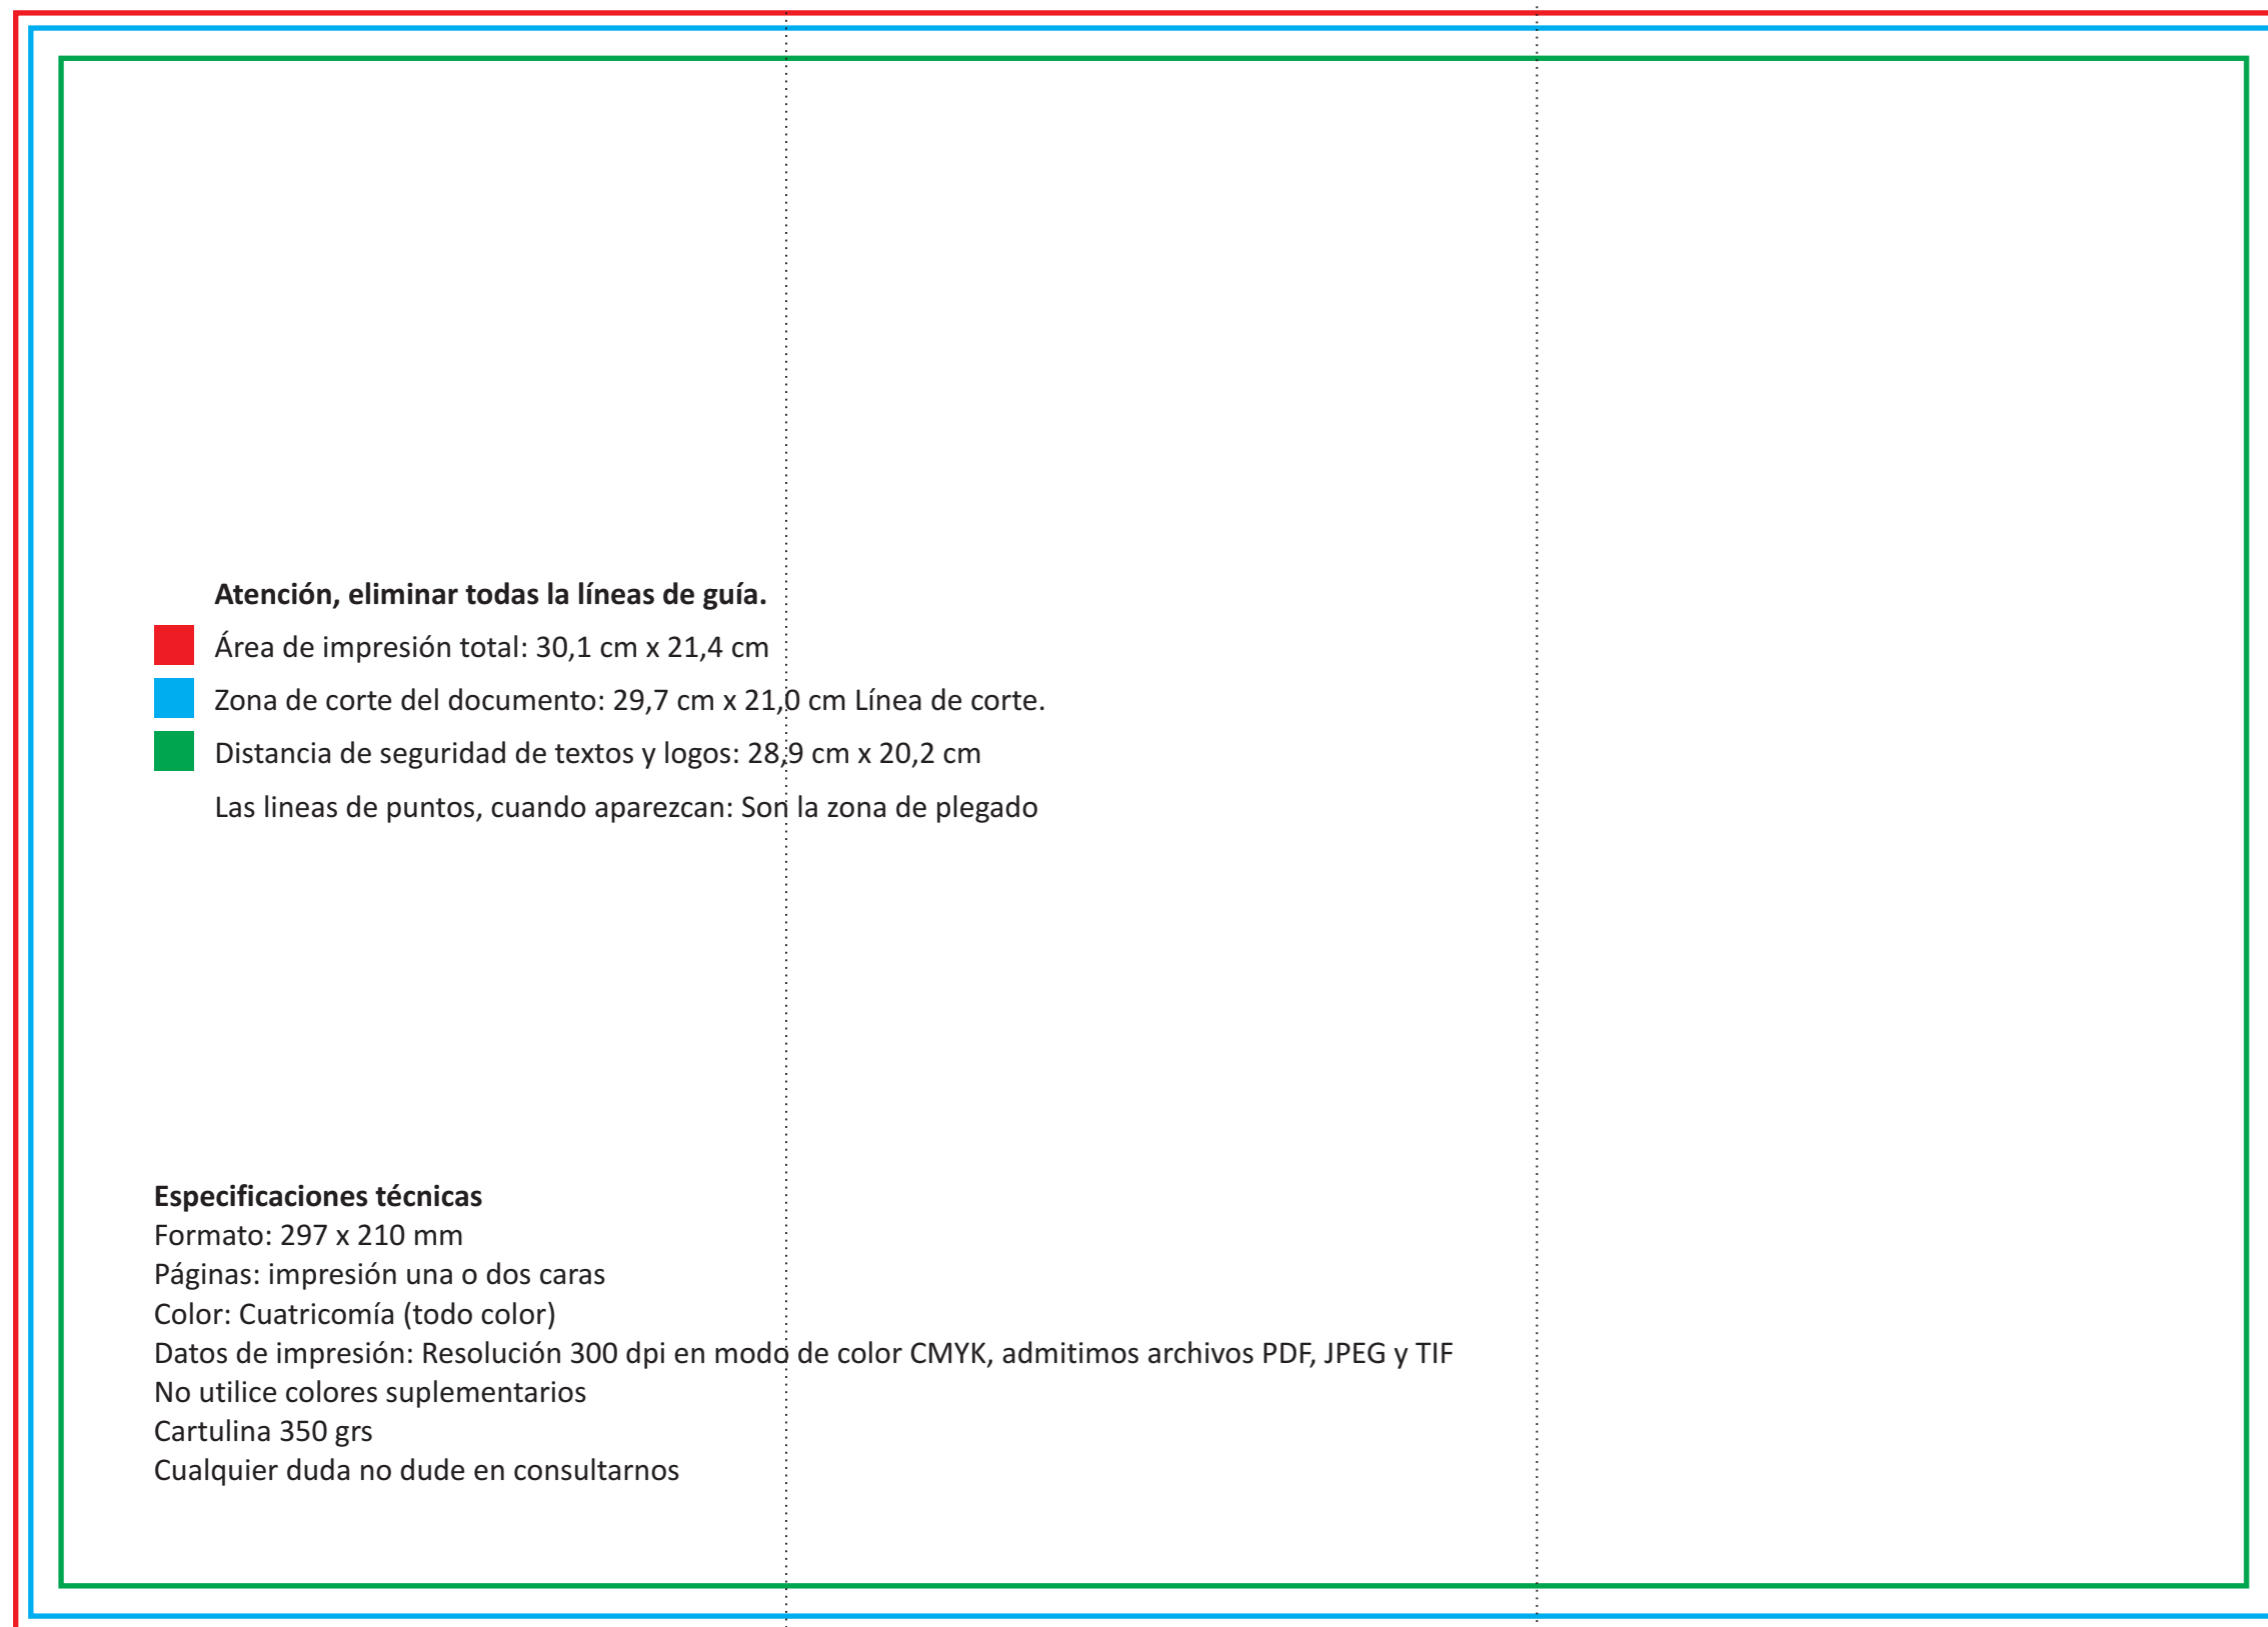 Atención, eliminar todas la líneas de guía.
Área de impresión total: 30,1 cm x 21,4 cm
Zona de corte del documento: 29,7 cm x 21,0 cm Línea de corte.
Distancia de seguridad de textos y logos: 28,9 cm x 20,2 cm
Las lineas de puntos, cuando aparezcan: Son la zona de plegado
Especificaciones técnicas
Formato: 297 x 210 mm
Páginas: impresión una o dos caras
Color: Cuatricomía (todo color)
Datos de impresión: Resolución 300 dpi en modo de color CMYK, admitimos archivos PDF, JPEG y TIF
No utilice colores suplementarios
Cartulina 350 grs
Cualquier duda no dude en consultarnos